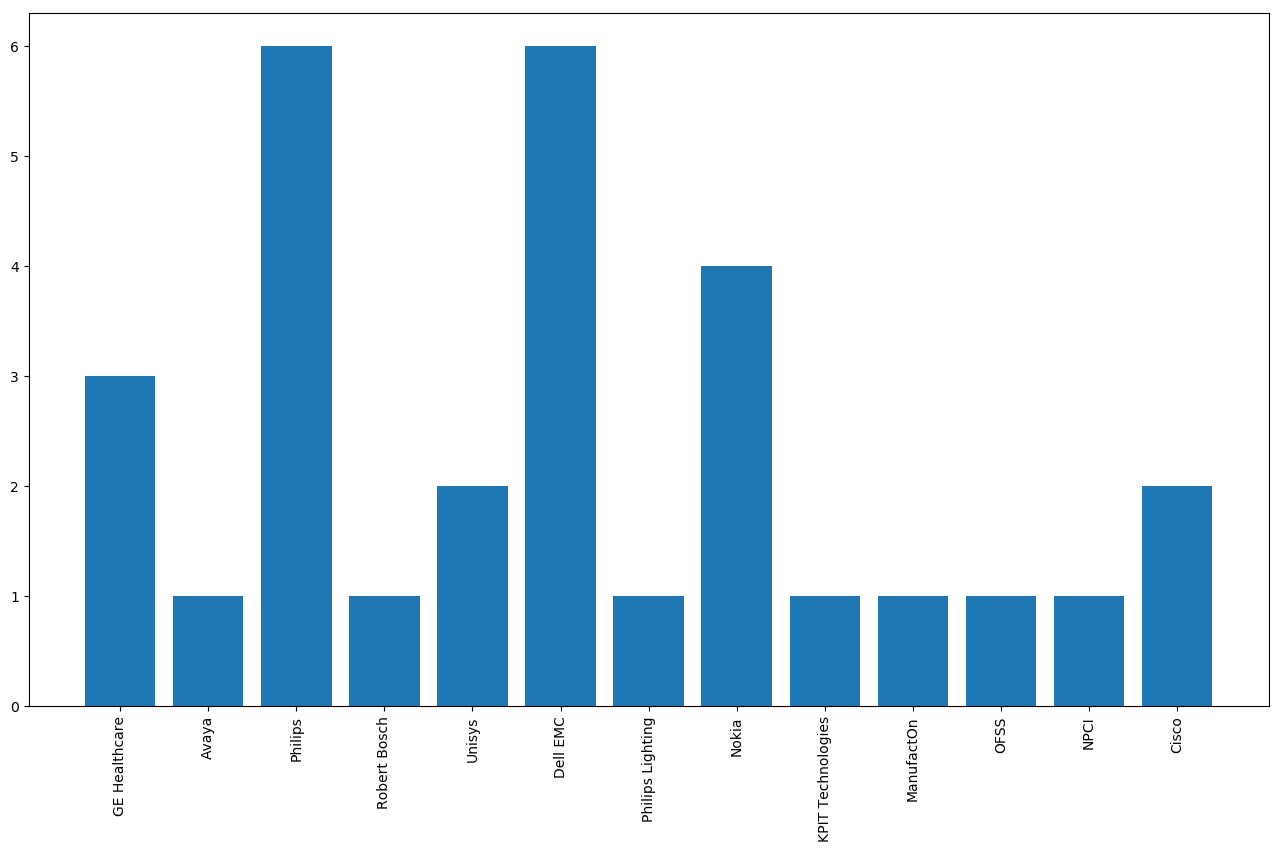 6
5
4
3
2
1
0
GE Healthcare
Avaya
Philips
Robert Bosch
Unisys
Dell EMC
Philips Lighting
Nokia
KPIT Technologies
ManufactOn
OFSS
NPCI
Cisco